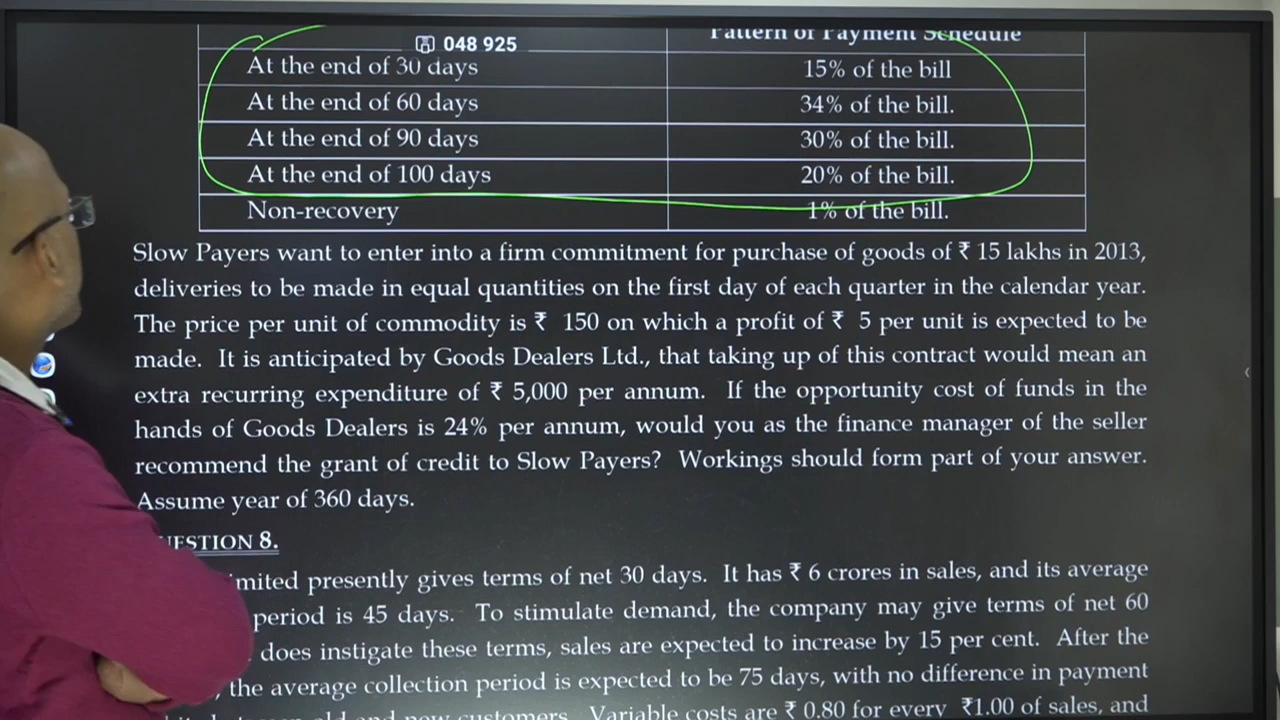 Pattern of Payment Schedule
048 925
At the end of 30 days 15% of the bill
At the end of 60 days 34% of the bill.
At the end of 90 days 30% of the bill.
At the end of 100 days 20% of the bill.
Non-recovery 1% of the bill.
Slow Payers want to enter into a firm commitment for purchase of goods of ₹ 15 lakhs in 2013,
deliveries to be made in equal quantities on the first day of each quarter in the calendar year.
The price per unit of commodity is ₹ 150 on which a profit of ₹ 5 per unit is expected to be
made. It is anticipated by Goods Dealers Ltd., that taking up of this contract would mean an
extra recurring expenditure of ₹ 5,000 per annum. If the opportunity cost of funds in the
hands of Goods Dealers is 24% per annum, would you as the finance manager of the seller
recommend the grant of credit to Slow Payers? Workings should form part of your answer.
Assume year of 360 days.
UESTION 8.
imited presently gives terms of net 30 days. It has ₹ 6 crores in sales, and its average
period is 45 days. To stimulate demand, the company may give terms of net 60
does instigate these terms, sales are expected to increase by 15 per cent. After the
, the average collection period is expected to be 75 days, with no difference in payment
old and new customers. Variable costs are ₹ 0.80 for every ₹1.00 of sales, and